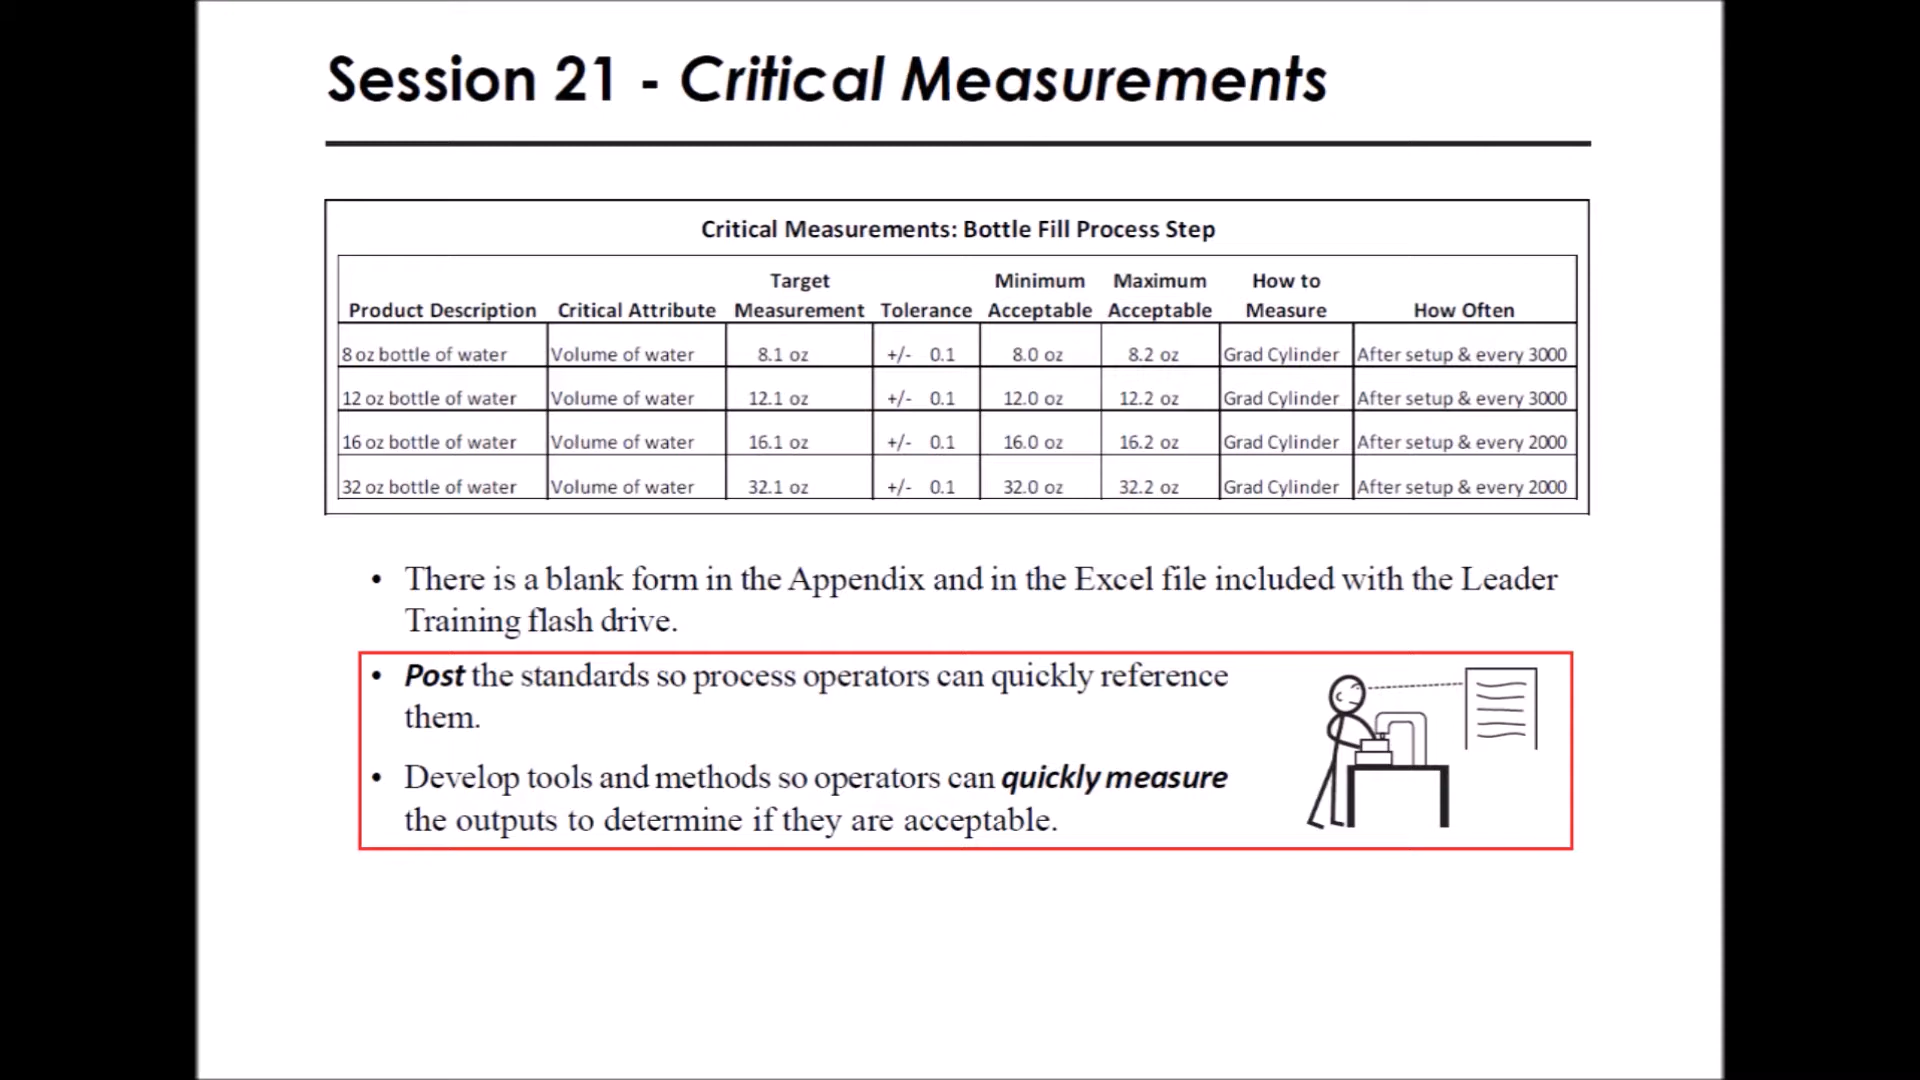 Session 21 - Critical Measurements
Critical Measurements: Bottle Fill Process Step
Product Description Critical Attribute Target Measurement Tolerance Minimum Acceptable Maximum Acceptable How to Measure How Often
8 oz bottle of water Volume of water 8.1 oz +/- 0.1 8.0 oz 8.2 oz Grad Cylinder After setup & every 3000
12 oz bottle of water Volume of water 12.1 oz +/- 0.1 12.0 oz 12.2 oz Grad Cylinder After setup & every 3000
16 oz bottle of water Volume of water 16.1 oz +/- 0.1 16.0 oz 16.2 oz Grad Cylinder After setup & every 2000
32 oz bottle of water Volume of water 32.1 oz +/- 0.1 32.0 oz 32.2 oz Grad Cylinder After setup & every 2000
• There is a blank form in the Appendix and in the Excel file included with the Leader
Training flash drive.
• Post the standards so process operators can quickly reference
them.
• Develop tools and methods so operators can quickly measure
the outputs to determine if they are acceptable.